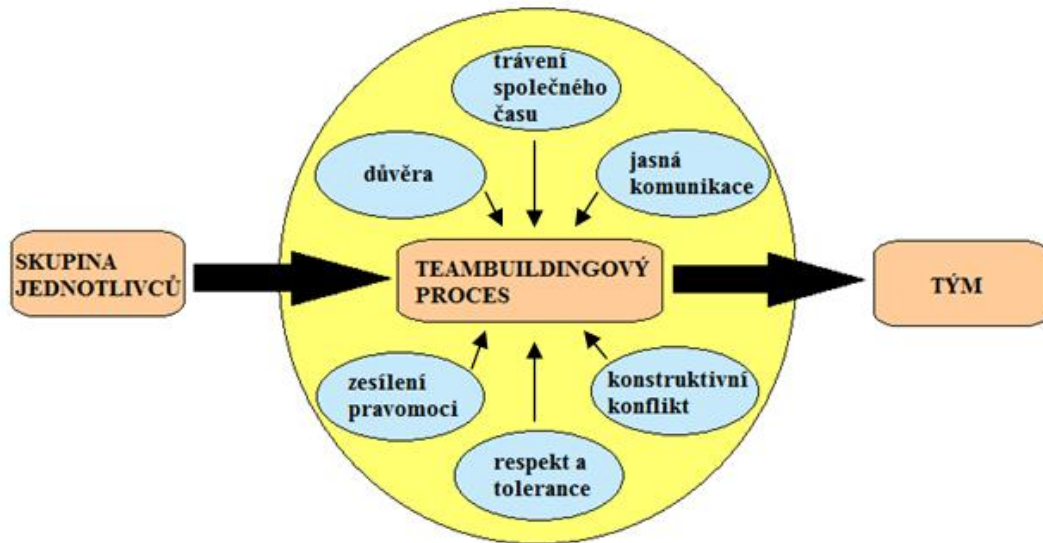 trávení
společného
času
důvěra
jasná
komunikace
SKUPINA
JEDNOTLIVCŮ
TEAMBUILDINGOVÝ
PROCES
TÝM
zesílení
pravomoci
konstruktivní
konflikt
respekt a
tolerance